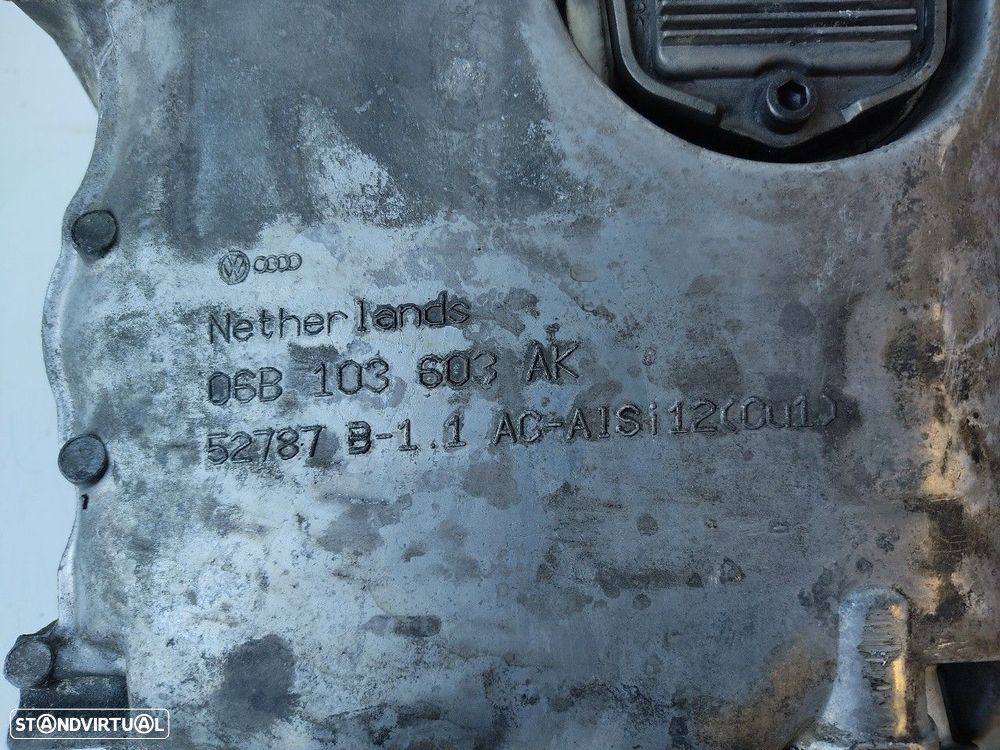 Netherlands
06B 103 603 AK
52787 B-1.1 AC-AlSi12(Cu1)
STANDVIRTUAL